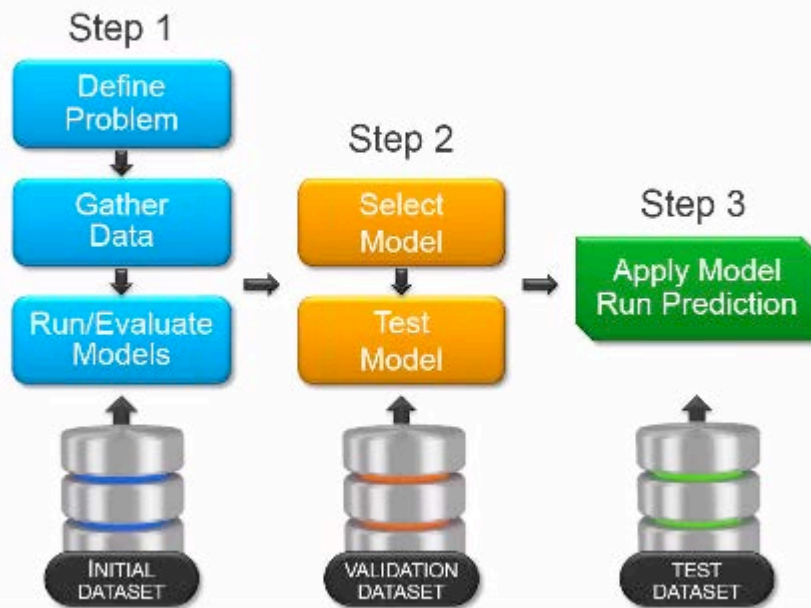 Step 1
Define
Problem
Gather
Data
Run/Evaluate
Models
INITIAL
DATASET
Step 2
Select
Model
Test
Model
VALIDATION
DATASET
Step 3
Apply Model
Run Prediction
TEST
DATASET